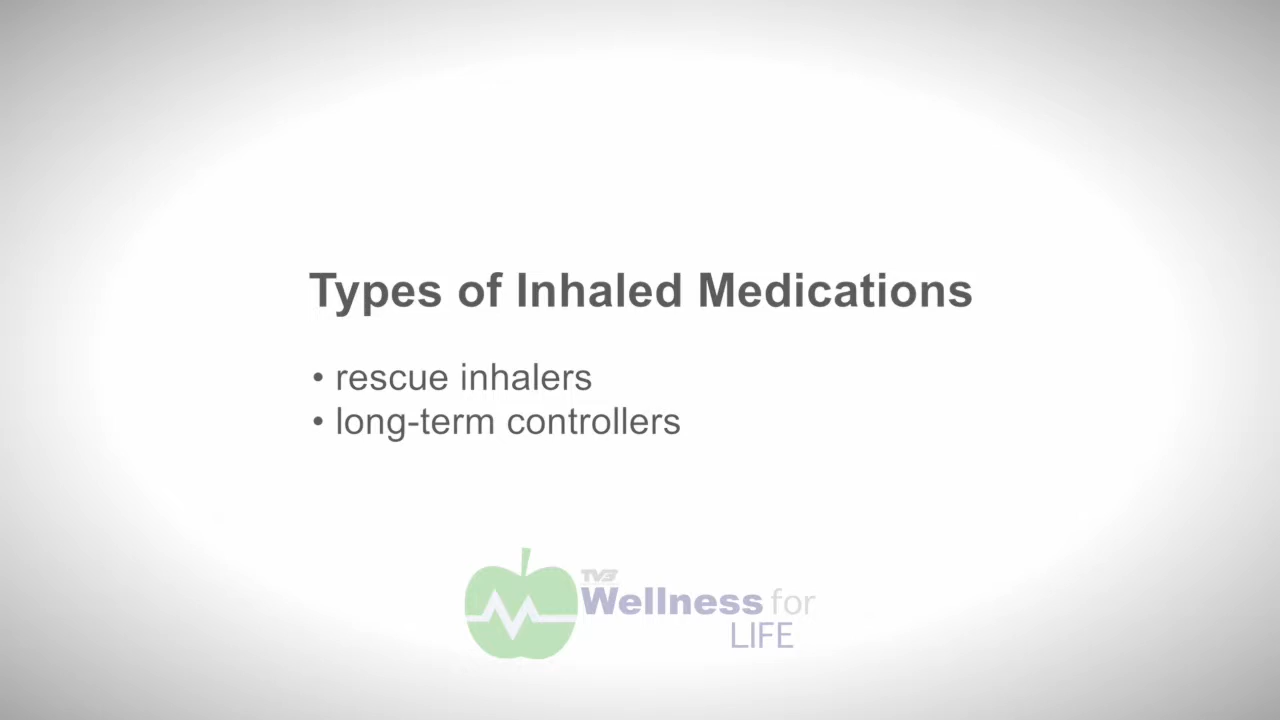 Types of Inhaled Medications
• rescue inhalers
• long-term controllers
TV3
Wellness for
LIFE